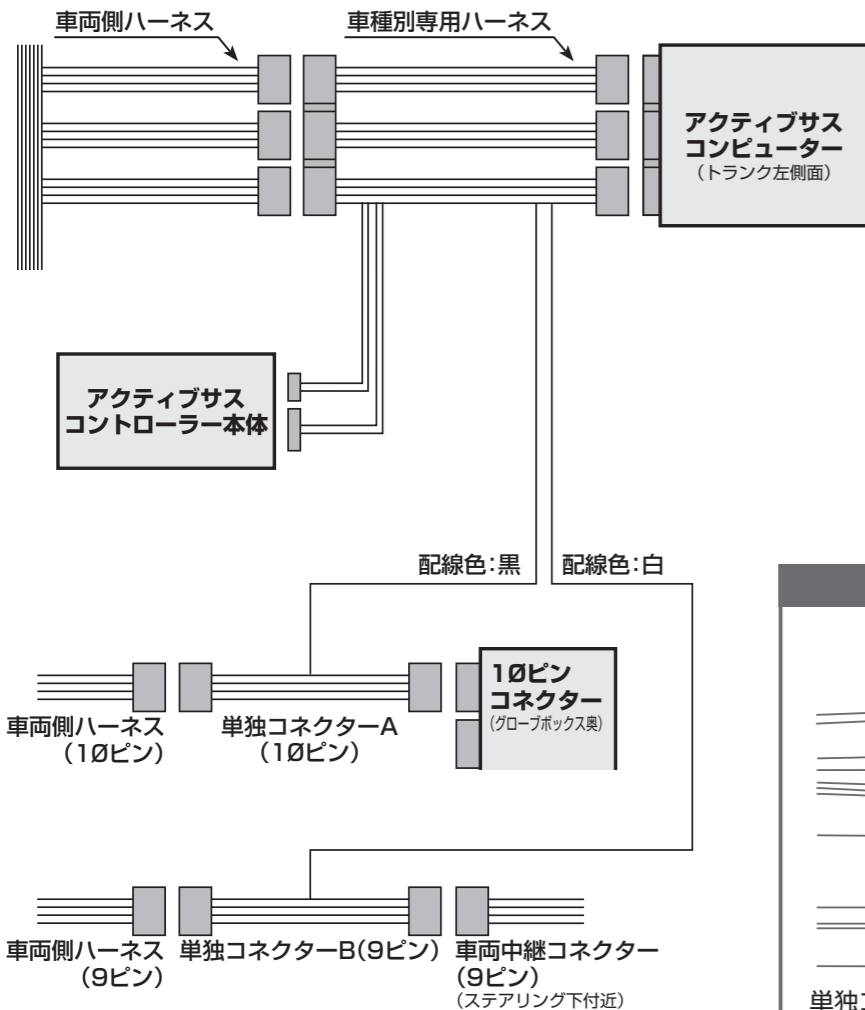 車両側ハーネス
車種別専用ハーネス
アクティブサス
コンピューター
（トランク左側面）
アクティブサス
コントローラー本体
配線色：黒
配線色：白
1Øピン
コネクター
（グローブボックス奥）
車両側ハーネス
（1Øピン）
単独コネクターA
（1Øピン）
車両側ハーネス
（9ピン）
単独コネクターB（9ピン）
車両中継コネクター
（9ピン）
（ステアリング下付近）
単独コ